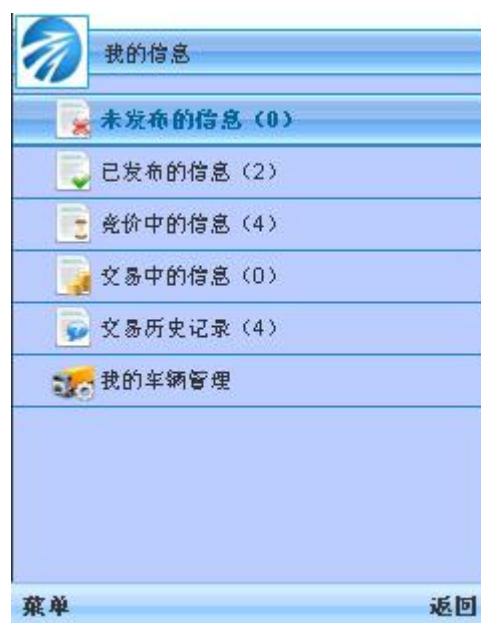 我的信息
未发布的信息（0）
已发布的信息（2）
竞价中的信息（4）
交易中的信息（0）
交易历史记录（4）
我的车辆管理
菜单 返回